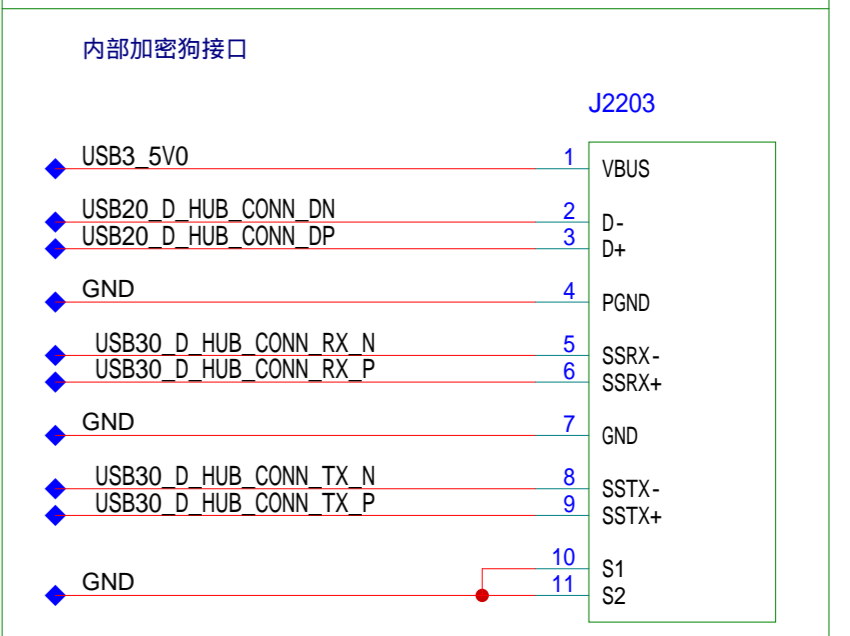 内部加密狗接口
J2203
USB3_5V0 1 VBUS
USB20_D_HUB_CONN_DN 2 D-
USB20_D_HUB_CONN_DP 3 D+
GND 4 PGND
USB30_D_HUB_CONN_RX_N 5 SSRX-
USB30_D_HUB_CONN_RX_P 6 SSRX+
GND 7 GND
USB30_D_HUB_CONN_TX_N 8 SSTX-
USB30_D_HUB_CONN_TX_P 9 SSTX+
10 S1
GND 11 S2